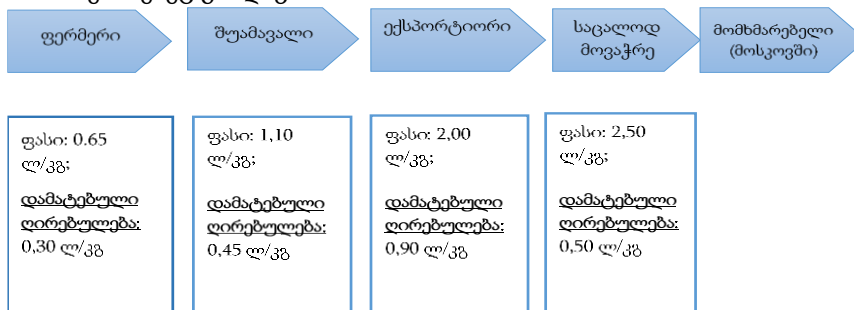 ფერმერი
შუამავალი
ექსპორტიორი
საცალოდ
მოვაჭრე
მომხმარებელი
(მოსკოვში)
ფასი: 0.65
ლ/კგ;
დამატებული
ღირებულება:
0,30 ლ/კგ
ფასი: 1,10
ლ/კგ;
დამატებული
ღირებულება:
0,45 ლ/კგ
ფასი: 2,00
ლ/კგ;
დამატებული
ღირებულება:
0,90 ლ/კგ
ფასი: 2,50
ლ/კგ;
დამატებული
ღირებულება:
0,50 ლ/კგ